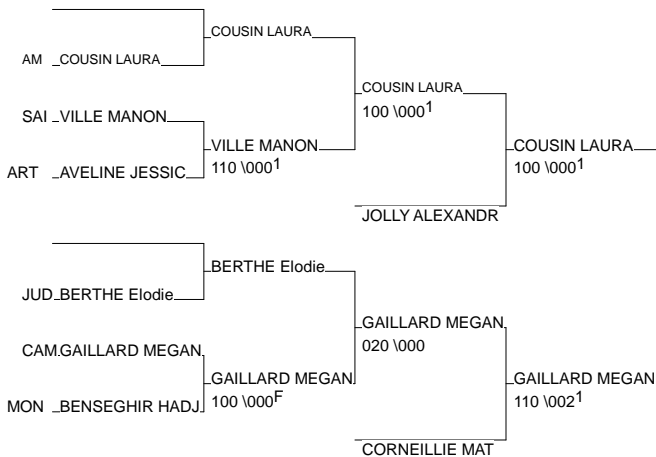 COUSIN LAURA
AM COUSIN LAURA
COUSIN LAURA
100 \000 1
SAI VILLE MANON
VILLE MANON
110 \000 1
COUSIN LAURA
100 \000 1
ART AVELINE JESSIC
JOLLY ALEXANDR
BERTHE Elodie
JUD BERTHE Elodie
GAILLARD MEGAN
020 \000
CAM GAILLARD MEGAN
GAILLARD MEGAN
100 \000 F
GAILLARD MEGAN
110 \002 1
MON BENSEGHIR HADJ
CORNEILLIE MAT